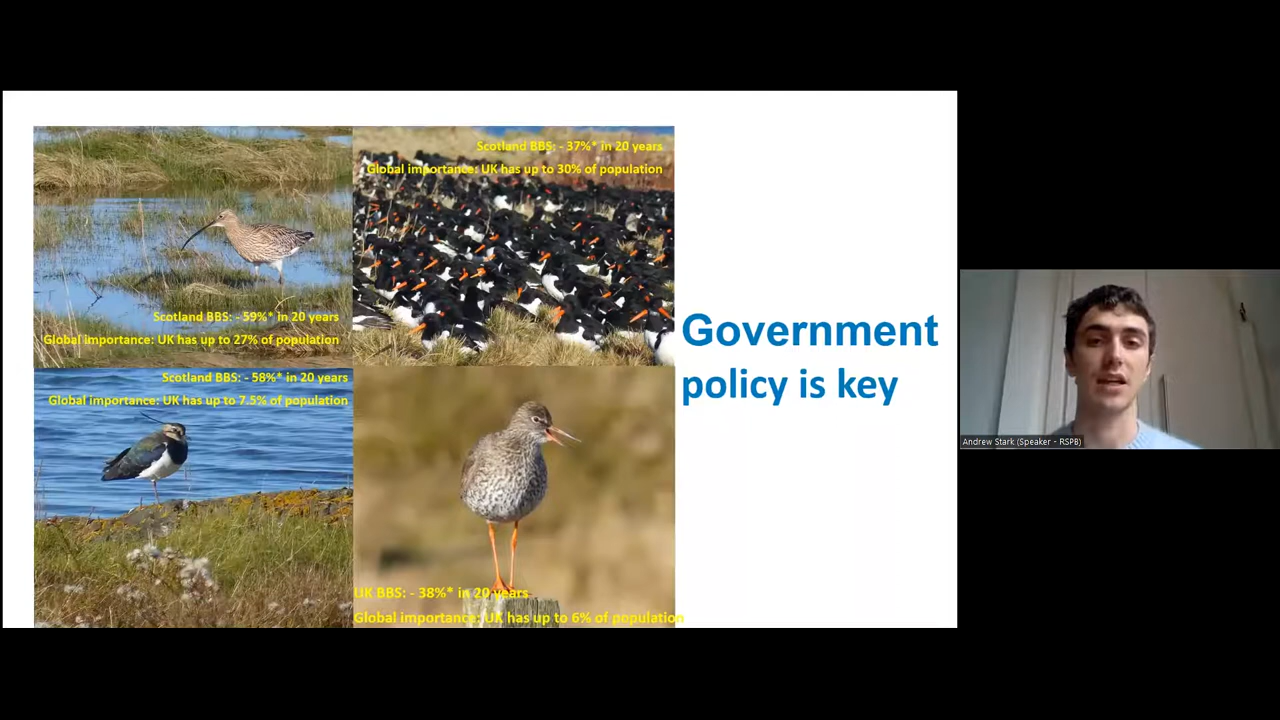 Scotland BBS: - 59%* in 20 years
Global importance: UK has up to 27% of population
Scotland BBS: - 37%* in 20 years
Global importance: UK has up to 30% of population
Scotland BBS: - 58%* in 20 years
Global importance: UK has up to 7.5% of population
UK BBS: - 38%* in 20 years
Global importance: UK has up to 6% of population
Government
policy is key
Andrew Stark (Speaker - RSPB)